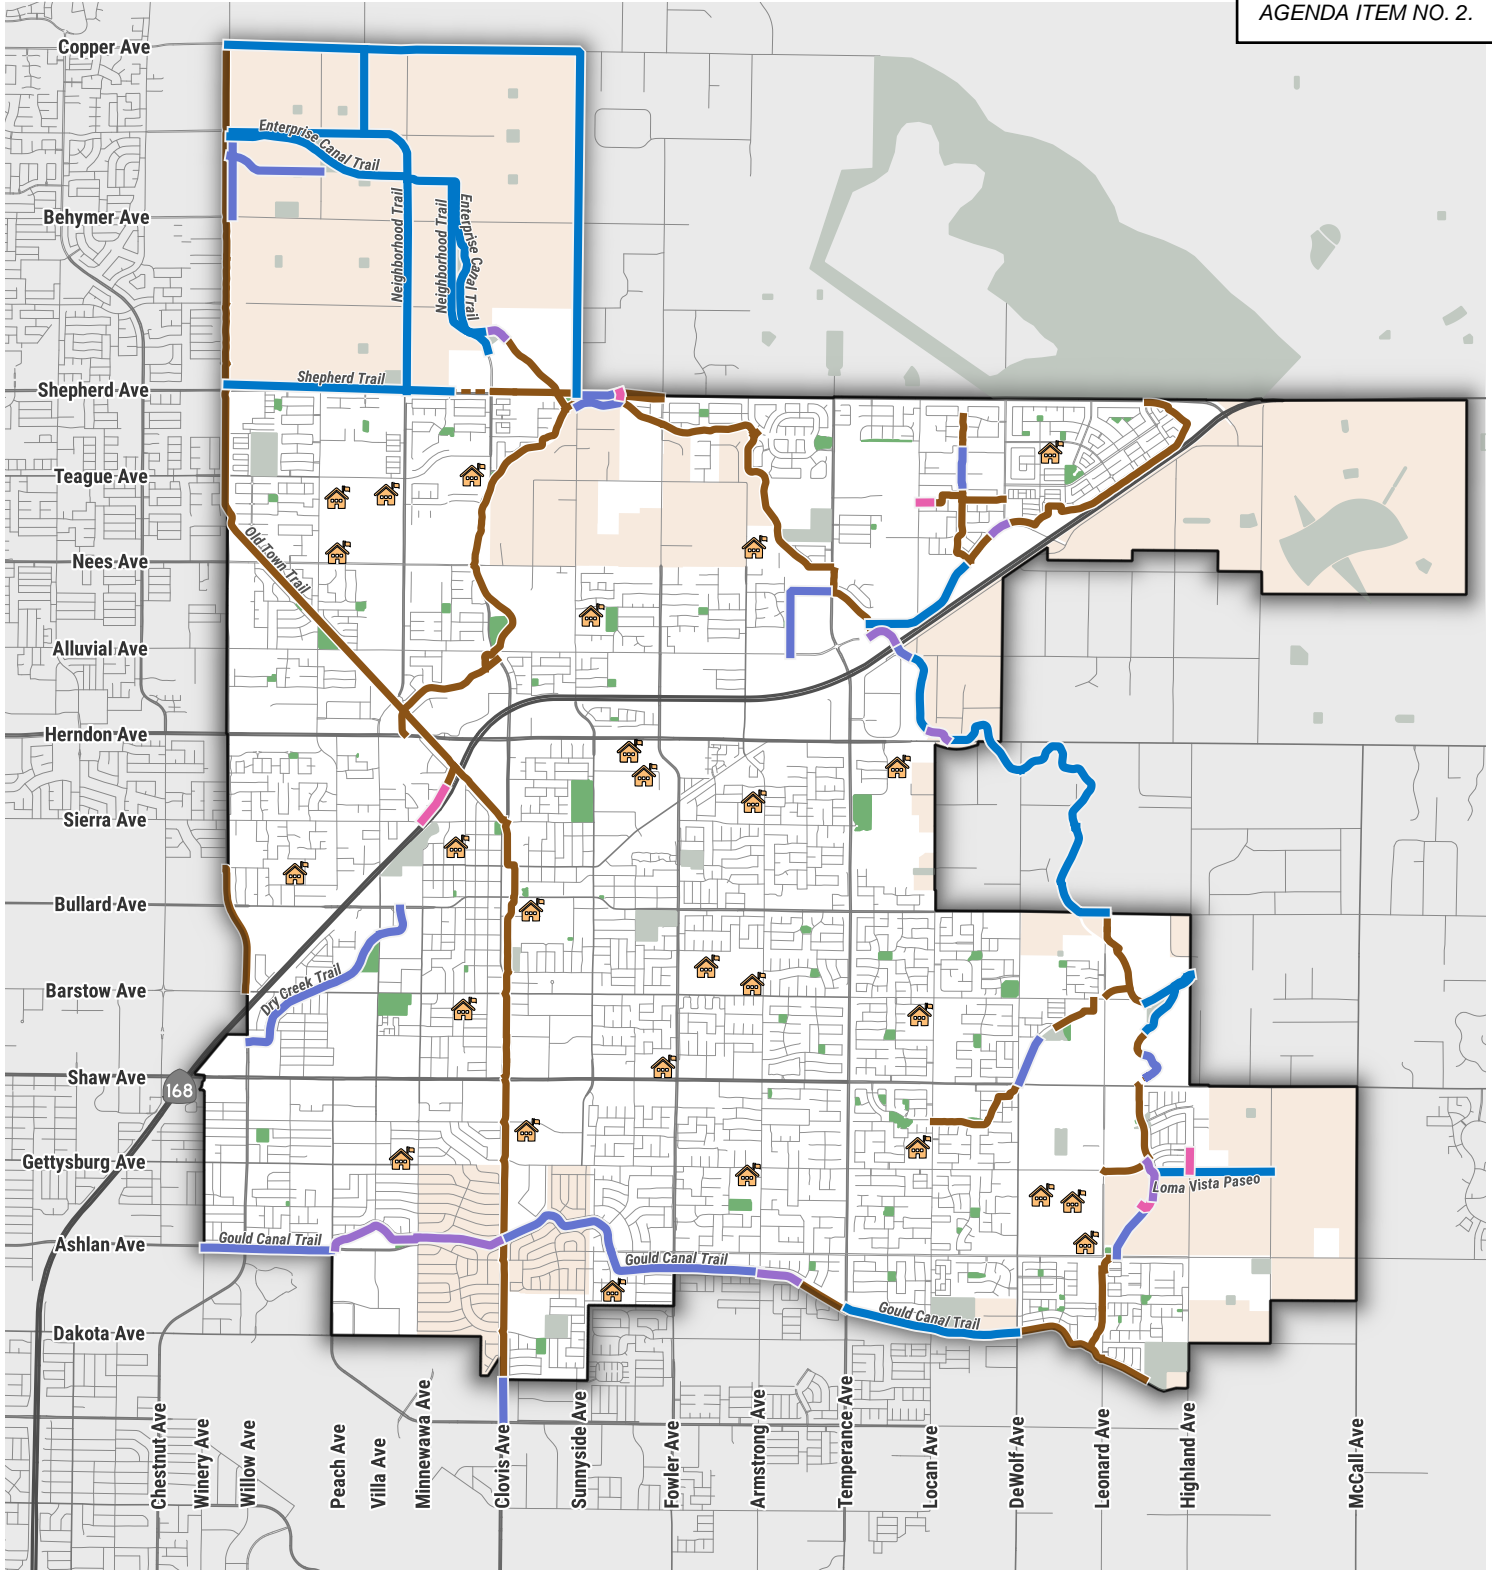 AGENDA ITEM NO. 2.
Copper Ave
Enterprise Canal Trail
Behymer Ave
Neighborhood Trail
Neighborhood Trail
Enterprise Canal Trail
Shepherd Ave
Shepherd Trail
Teague Ave
Old Town Trail
Nees Ave
Alluvial Ave
Herndon Ave
Sierra Ave
Bullard Ave
Dry Creek Trail
Barstow Ave
Shaw Ave
168
Gettysburg Ave
Loma Vista Paseo
Ashlan Ave
Gould Canal Trail
Gould Canal Trail
Gould Canal Trail
Dakota Ave
Chestnut Ave
Winery Ave
Willow Ave
Peach Ave
Villa Ave
Minnewawa Ave
Clovis Ave
Sunnyside Ave
Fowler Ave
Armstrong Ave
Temperance Ave
Locan Ave
DeWolf Ave
Leonard Ave
Highland Ave
McCall Ave